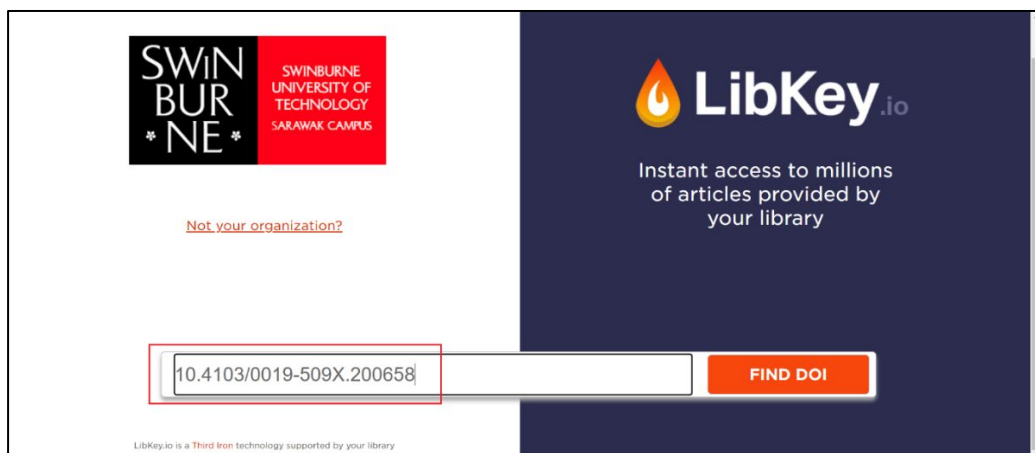 SWIN
BUR
* NE *
SWINBURNE
UNIVERSITY OF
TECHNOLOGY
SARAWAK CAMPUS
Not your organization?
LibKey.io
Instant access to millions
of articles provided by
your library
10.4103/0019-509X.200658
FIND DOI
LibKey.io is a Third Iron technology supported by your library